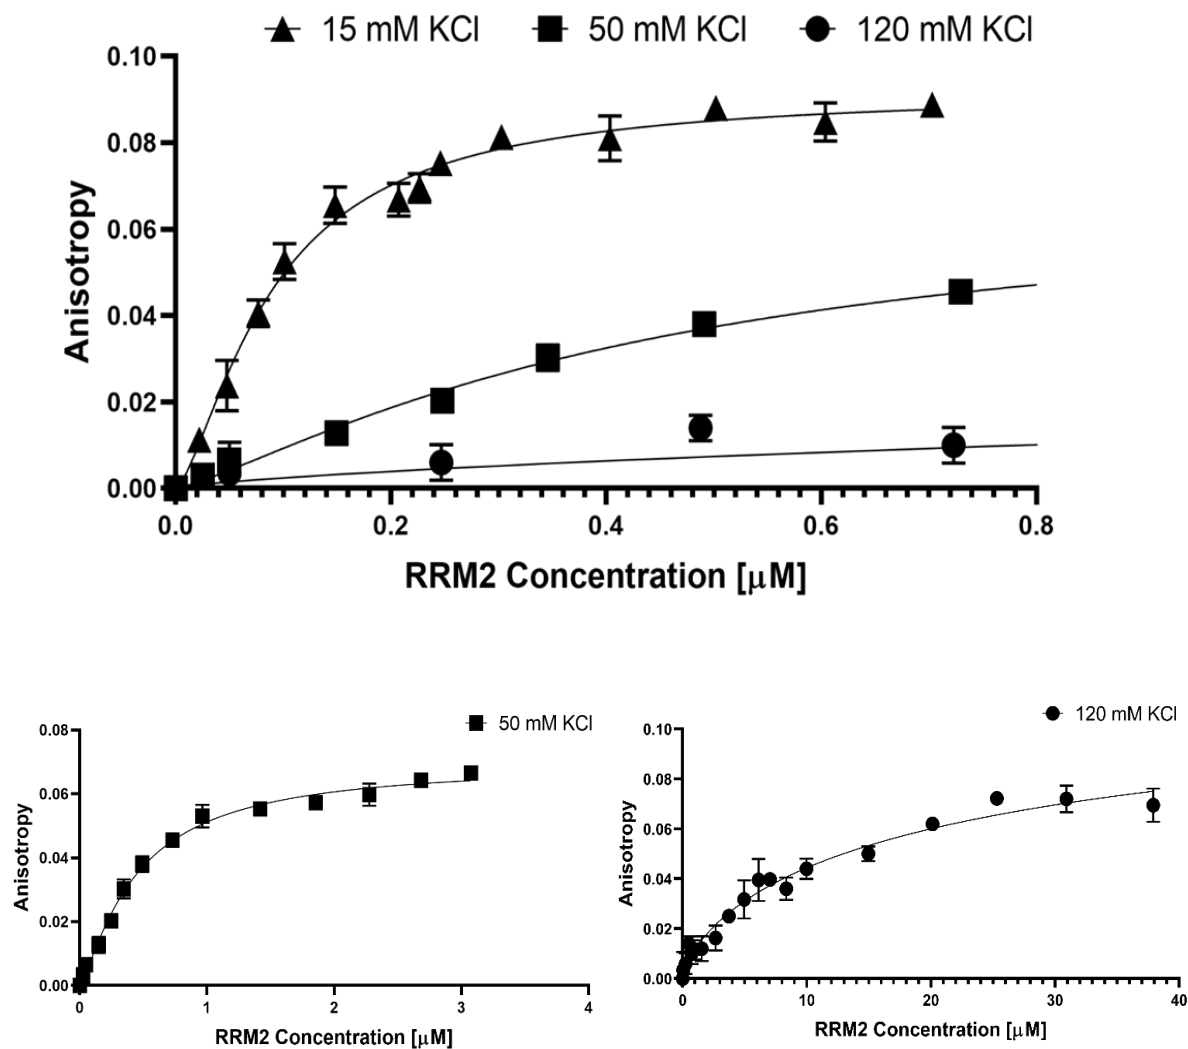 15 mM KCl 50 mM KCl 120 mM KCl
0.10
0.08
0.06
0.04
0.02
0.00
Anisotropy
0.0 0.2 0.4 0.6 0.8
RRM2 Concentration [μM]
50 mM KCl
0.08
0.06
0.04
0.02
0.00
Anisotropy
0 1 2 3 4
RRM2 Concentration [μM]
120 mM KCl
0.10
0.08
0.06
0.04
0.02
0.00
Anisotropy
0 10 20 30 40
RRM2 Concentration [μM]